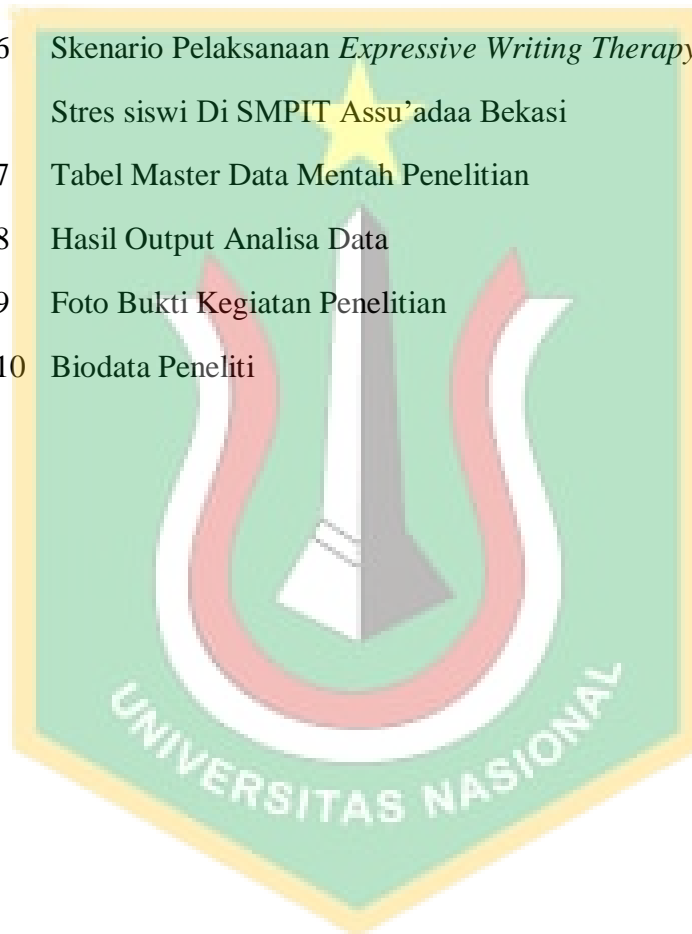 6 Skenario Pelaksanaan Expressive Writing Therapy
Stres siswi Di SMPIT Assu’adaa Bekasi
7 Tabel Master Data Mentah Penelitian
8 Hasil Output Analisa Data
9 Foto Bukti Kegiatan Penelitian
10 Biodata Peneliti
UNIVERSITAS NASIONAL